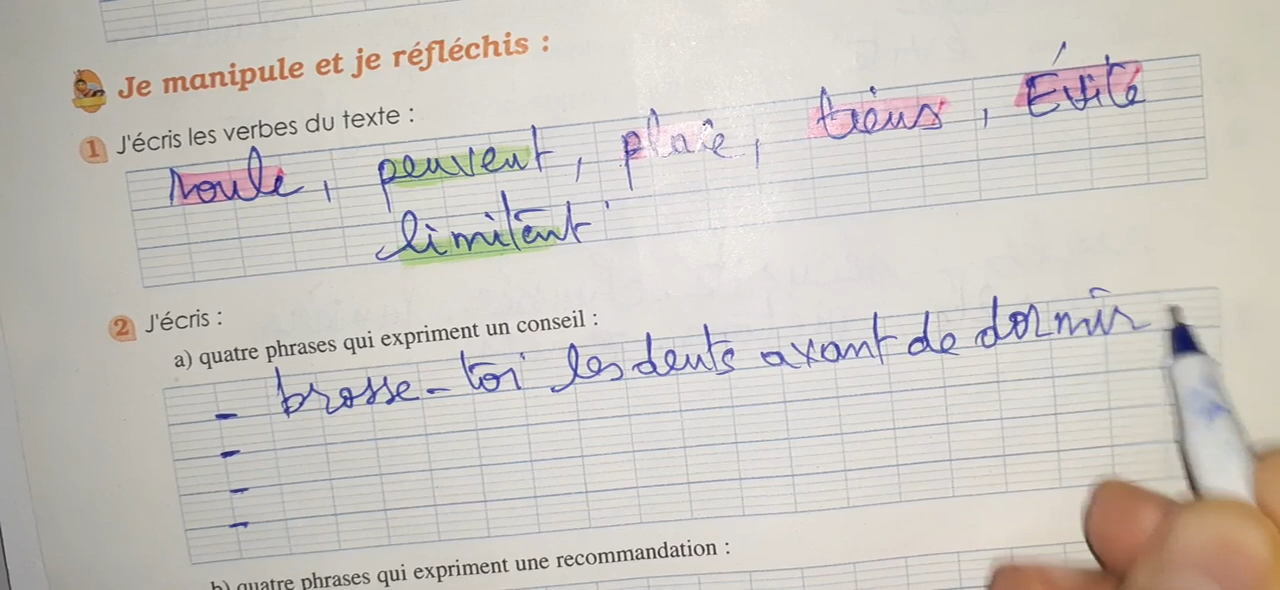 Je manipule et je réfléchis :
1 J'écris les verbes du texte :
roule, peuvent, plaie, tiens, Évite
limitent
2 J'écris :
a) quatre phrases qui expriment un conseil :
- brosse-toi les dents avant de dormir
-
-
-
b) quatre phrases qui expriment une recommandation :